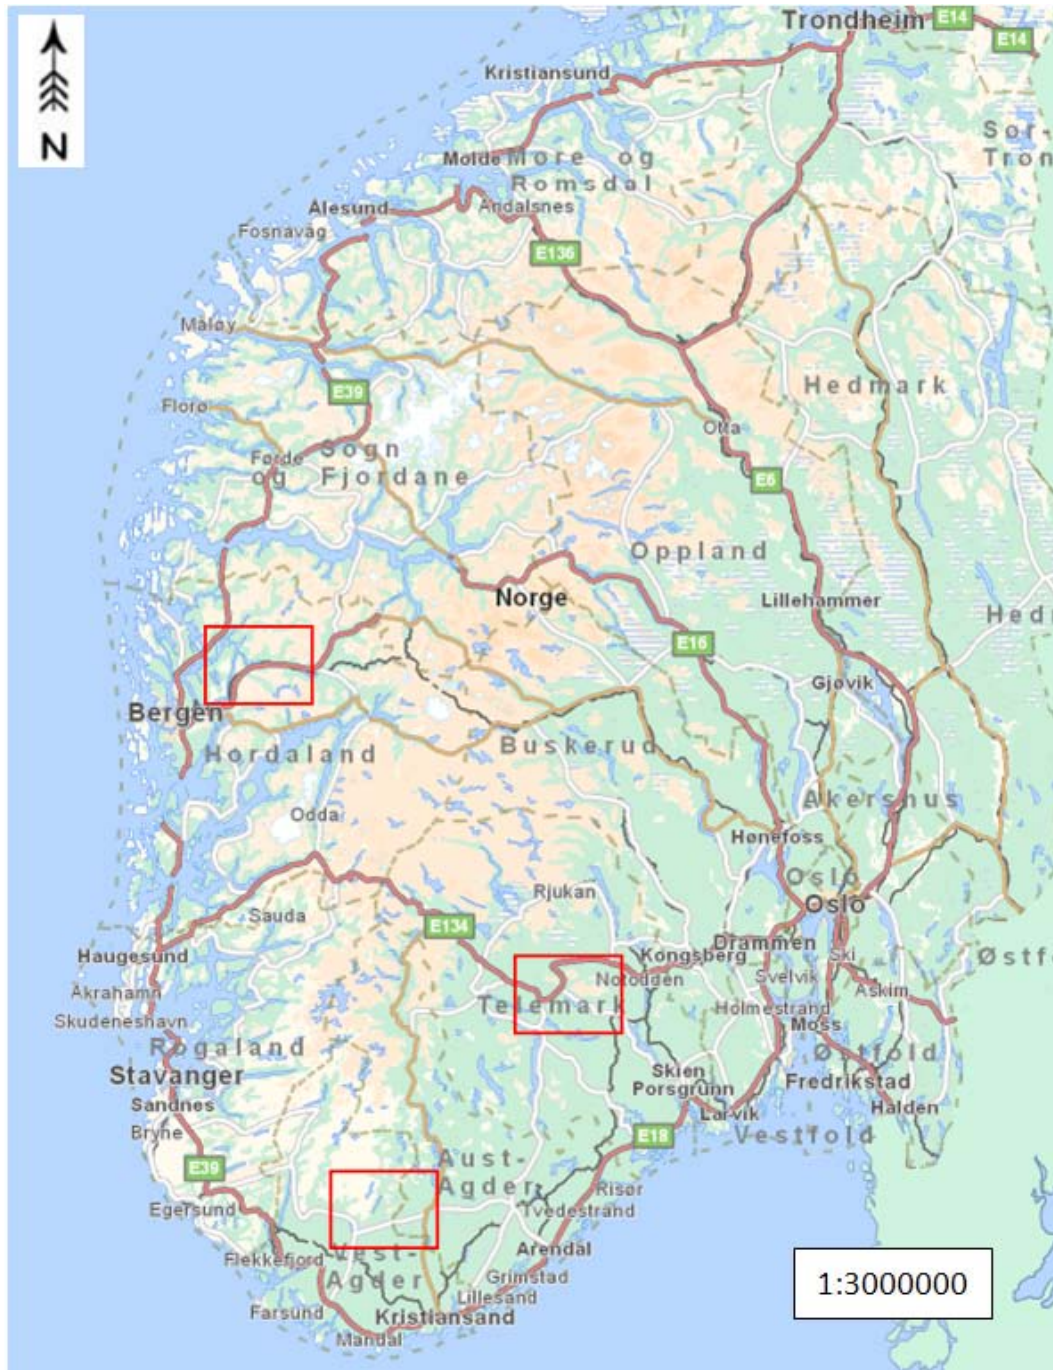 Trondheim
E14
E14
N
Kristiansund
Sør-
Tron
Molde
Møre og
Romsdal
Ålesund
Åndalsnes
Fosnavåg
E136
Måløy
E39
Hedmark
Florø
Otta
Førde
Sogn
og Fjordane
E6
Oppland
Norge
Lillehammer
Hed
E16
Gjøvik
Bergen
Hordaland
Buskerud
Odda
Akershus
Hønefoss
Oslo
Rjukan
Oslo
Sauda
E134
Drammen
Haugesund
Kongsberg
Ski
Østf
Notodden
Svelvik
Åkrahamn
Askim
Telemark
Holmestrand
Skudeneshavn
Moss
Rogaland
Østfold
Stavanger
Skien
Porsgrunn
Fredrikstad
Sandnes
Larvik
Halden
Bryne
E18
Vestfold
E39
Aust-
Agder
Risør
Egersund
Tvedestrand
Arendal
Flekkefjord
Vest-
Agder
Grimstad
Lillesand
Farsund
Kristiansand
Mandal
1:3000000